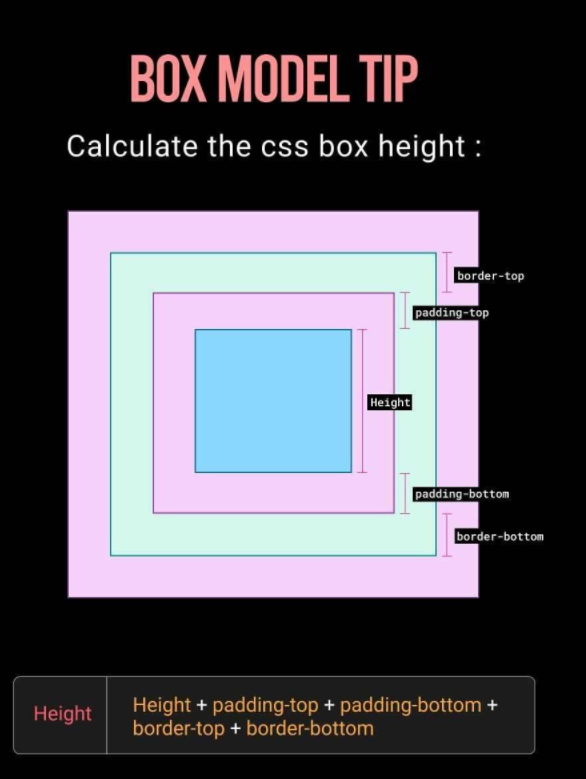 BOX MODEL TIP
Calculate the css box height :
border-top
padding-top
Height
padding-bottom
border-bottom
Height
Height + padding-top + padding-bottom +
border-top + border-bottom